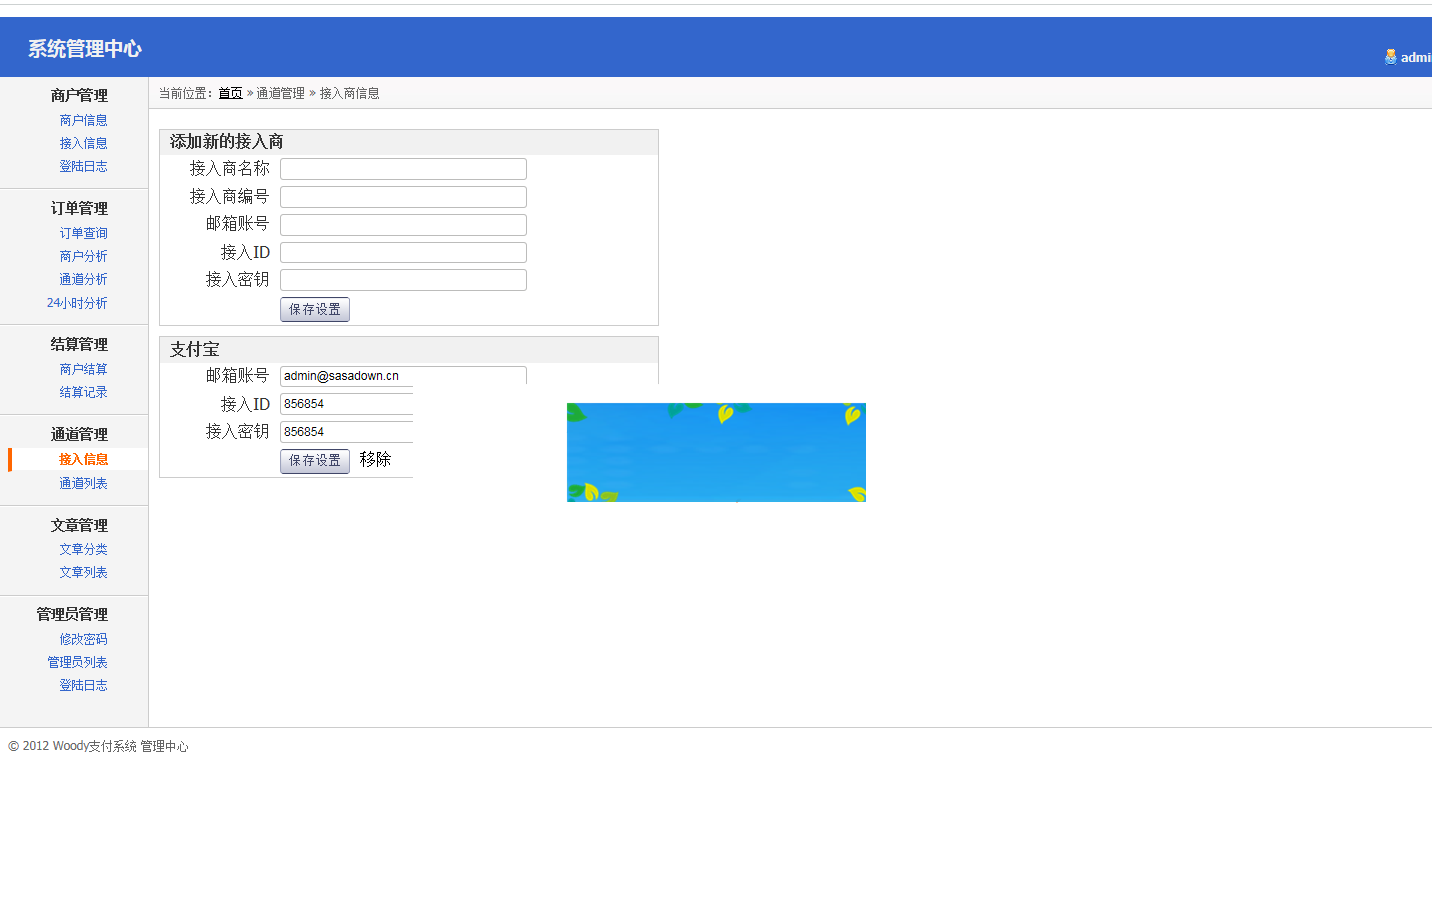 系统管理中心
admi
商户管理
商户信息
接入信息
登陆日志
订单管理
订单查询
商户分析
通道分析
24小时分析
结算管理
商户结算
结算记录
通道管理
接入信息
通道列表
文章管理
文章分类
文章列表
管理员管理
修改密码
管理员列表
登陆日志
当前位置：首页 » 通道管理 » 接入商信息
添加新的接入商
接入商名称
接入商编号
邮箱账号
接入ID
接入密钥
保存设置
支付宝
邮箱账号 admin@sasadown.cn
接入ID 856854
接入密钥 856854
保存设置 移除
© 2012 Woody支付系统 管理中心